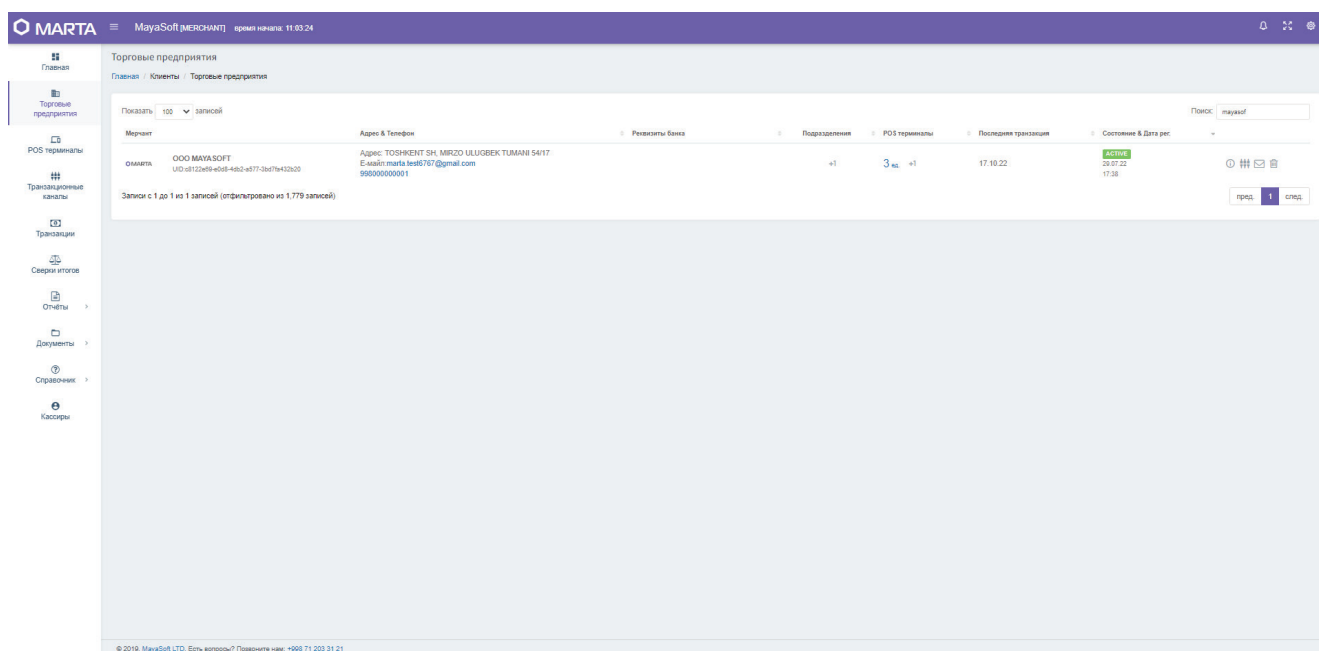 MARTA MayaSoft [MERCHANT] время начала: 11:03:24
Главная
Торговые предприятия
POS терминалы
Транзакционные каналы
Транзакции
Сверки итогов
Отчёты
Документы
Справочник
Кассиры
Торговые предприятия
Главная / Клиенты / Торговые предприятия
Показать 100 записей Поиск: mayasof
Мерчант Адрес & Телефон Реквизиты банка Подразделения POS терминалы Последняя транзакция Состояние & Дата рег.
MARTA
ООО MAYASOFT
Адрес: TOSHKENT SH, MIRZO ULUGBEK TUMANI 54/17
Е-майл:marta.test6767@gmail.com
998000000001
+1 3 ед. +1 17.10.22
ACTIVE
29.07.22
17:38
Записи с 1 до 1 из 1 записей (отфильтровано из 1,779 записей)
пред. 1 след.
© 2019, MayaSoft LTD. Есть вопросы? Позвоните нам: +998 71 203 31 21